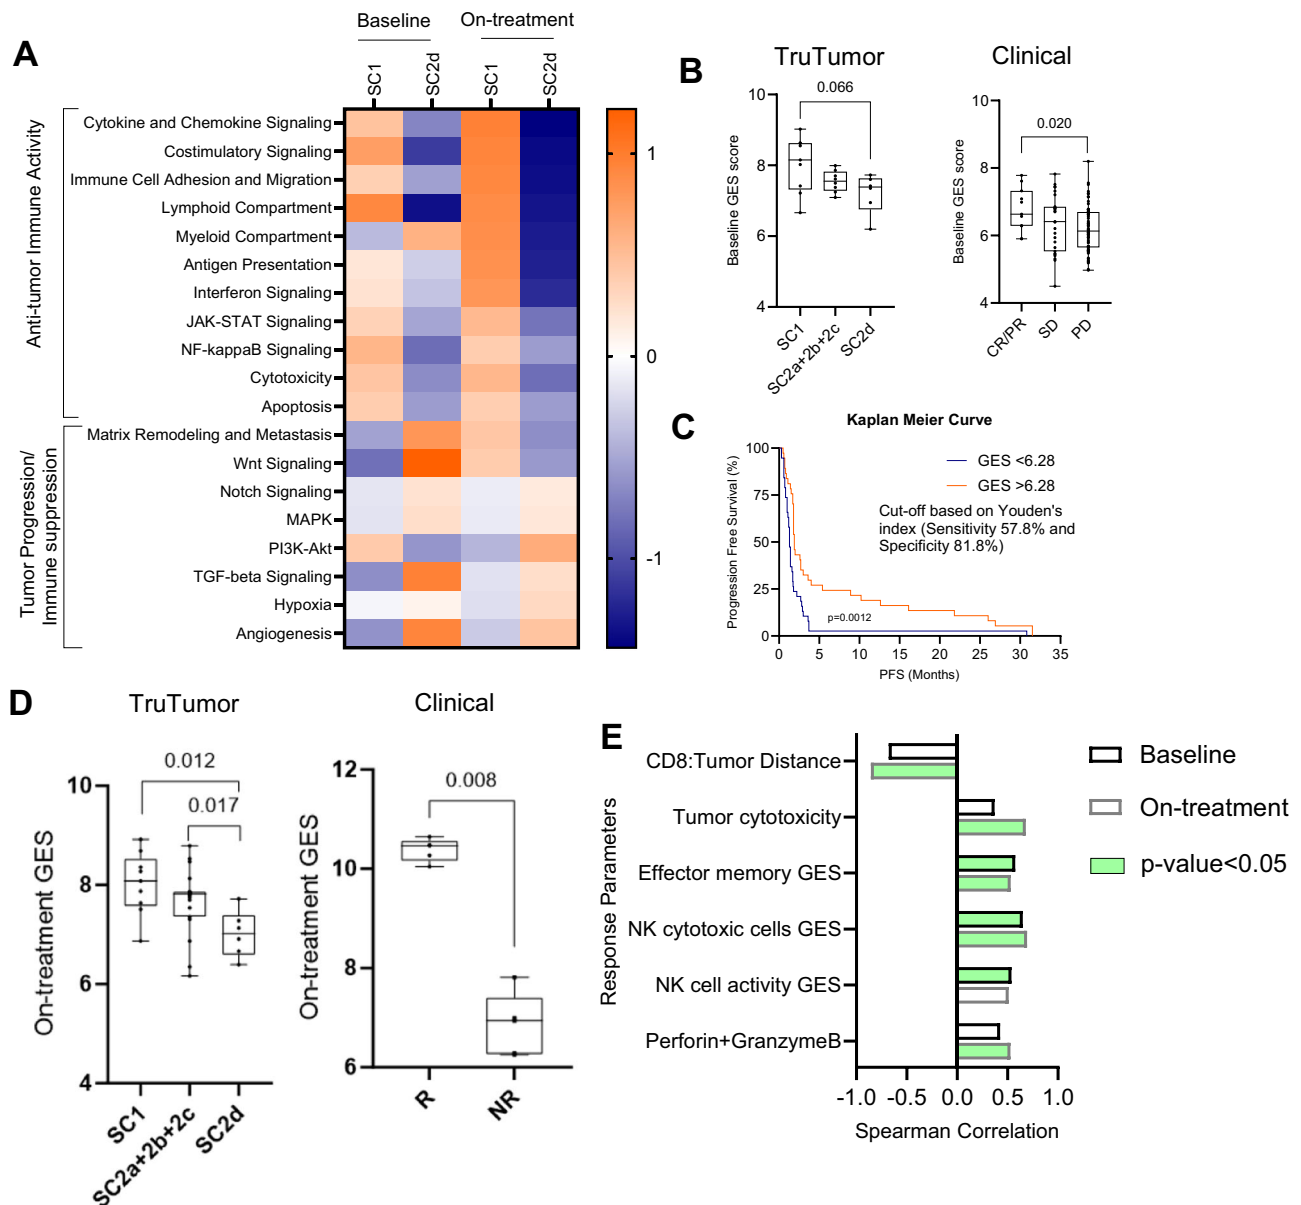 A
Baseline
On-treatment
SC1
SC2d
SC1
SC2d
Anti-tumor Immune Activity
Cytokine and Chemokine Signaling
Costimulatory Signaling
Immune Cell Adhesion and Migration
Lymphoid Compartment
Myeloid Compartment
Antigen Presentation
Interferon Signaling
JAK-STAT Signaling
NF-kappaB Signaling
Cytotoxicity
Apoptosis
Tumor Progression/
Immune suppression
Matrix Remodeling and Metastasis
Wnt Signaling
Notch Signaling
MAPK
PI3K-Akt
TGF-beta Signaling
Hypoxia
Angiogenesis
1
0
-1
B
TruTumor
Baseline GES score
10
8
6
4
0.066
SC1
SC2a+2b+2c
SC2d
Clinical
Baseline GES score
10
8
6
4
0.020
CR/PR
SD
PD
C
Kaplan Meier Curve
Progression Free Survival (%)
100
75
50
25
0
GES <6.28
GES >6.28
Cut-off based on Youden's
index (Sensitivity 57.8% and
Specificity 81.8%)
p=0.0012
0 5 10 15 20 25 30 35
PFS (Months)
D
TruTumor
On-treatment GES
10
8
6
4
0.012
0.017
SC1
SC2a+2b+2c
SC2d
Clinical
On-treatment GES
12
10
8
6
0.008
R
NR
E
Response Parameters
CD8:Tumor Distance
Tumor cytotoxicity
Effector memory GES
NK cytotoxic cells GES
NK cell activity GES
Perforin+GranzymeB
-1.0 -0.5 0.0 0.5 1.0
Spearman Correlation
Baseline
On-treatment
p-value<0.05